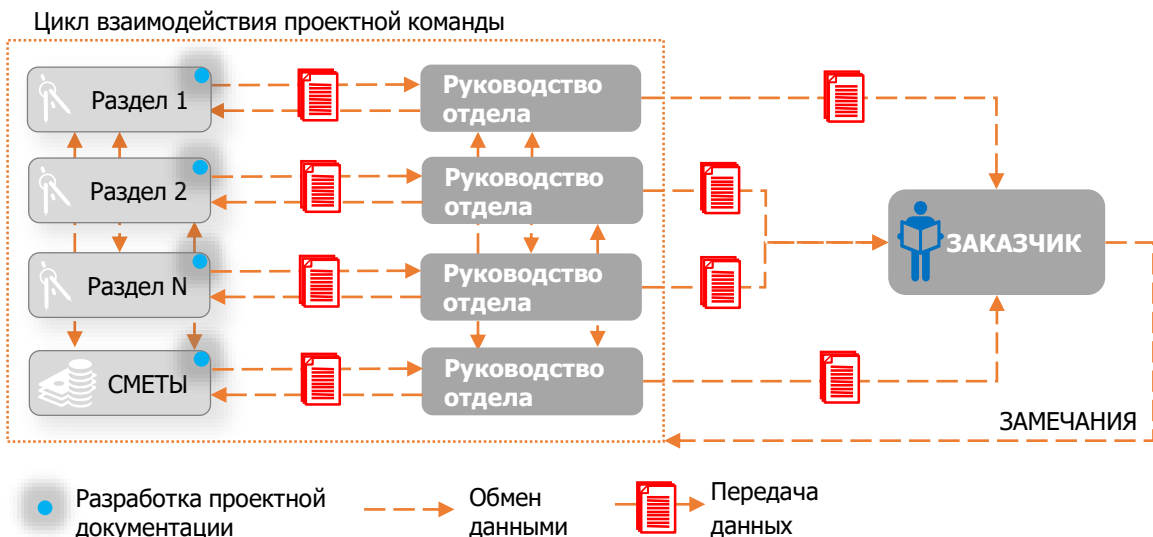 Цикл взаимодействия проектной команды
Раздел 1
Руководство
отдела
Раздел 2
Руководство
отдела
ЗАКАЗЧИК
Раздел N
Руководство
отдела
СМЕТЫ
Руководство
отдела
ЗАМЕЧАНИЯ
Разработка проектной
документации
Обмен
данными
Передача
данных